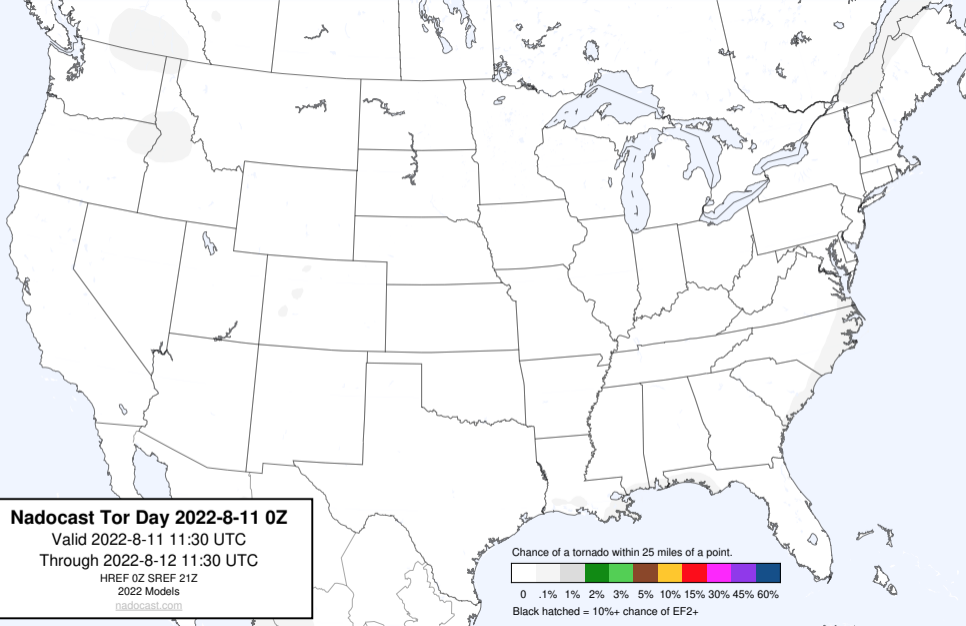 Nadocast Tor Day 2022-8-11 0Z
Valid 2022-8-11 11:30 UTC
Through 2022-8-12 11:30 UTC
HREF 0Z SREF 21Z
2022 Models
nadocast.com
Chance of a tornado within 25 miles of a point.
0 .1% 1% 2% 3% 5% 10% 15% 30% 45% 60%
Black hatched = 10%+ chance of EF2+